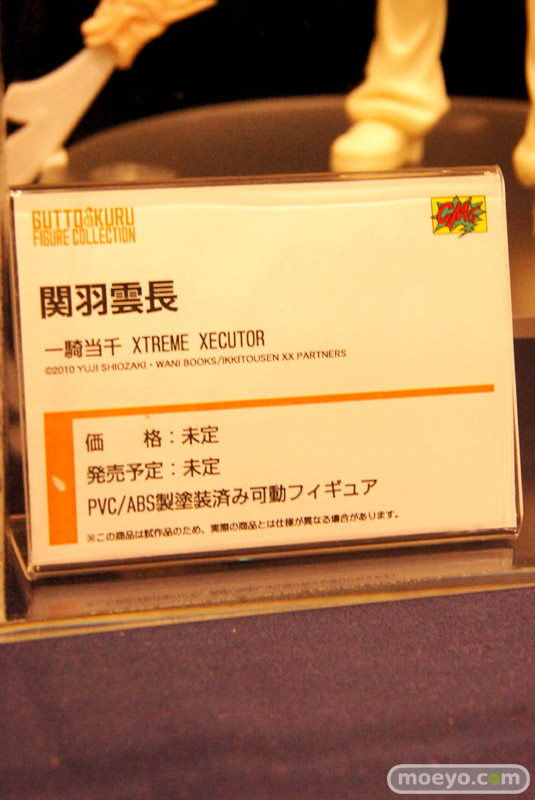 GUTTO&KURU
FIGURE COLLECTION
CM's
関羽雲長
一騎当千 XTREME XECUTOR
©2010 YUJI SHIOZAKI・WANI BOOKS/IKKITOUSEN XX PARTNERS
価　格：未定
発売予定：未定
PVC/ABS製塗装済み可動フィギュア
※この商品は試作品のため、実際の商品とは仕様が異なる場合があります。
moeyo.com